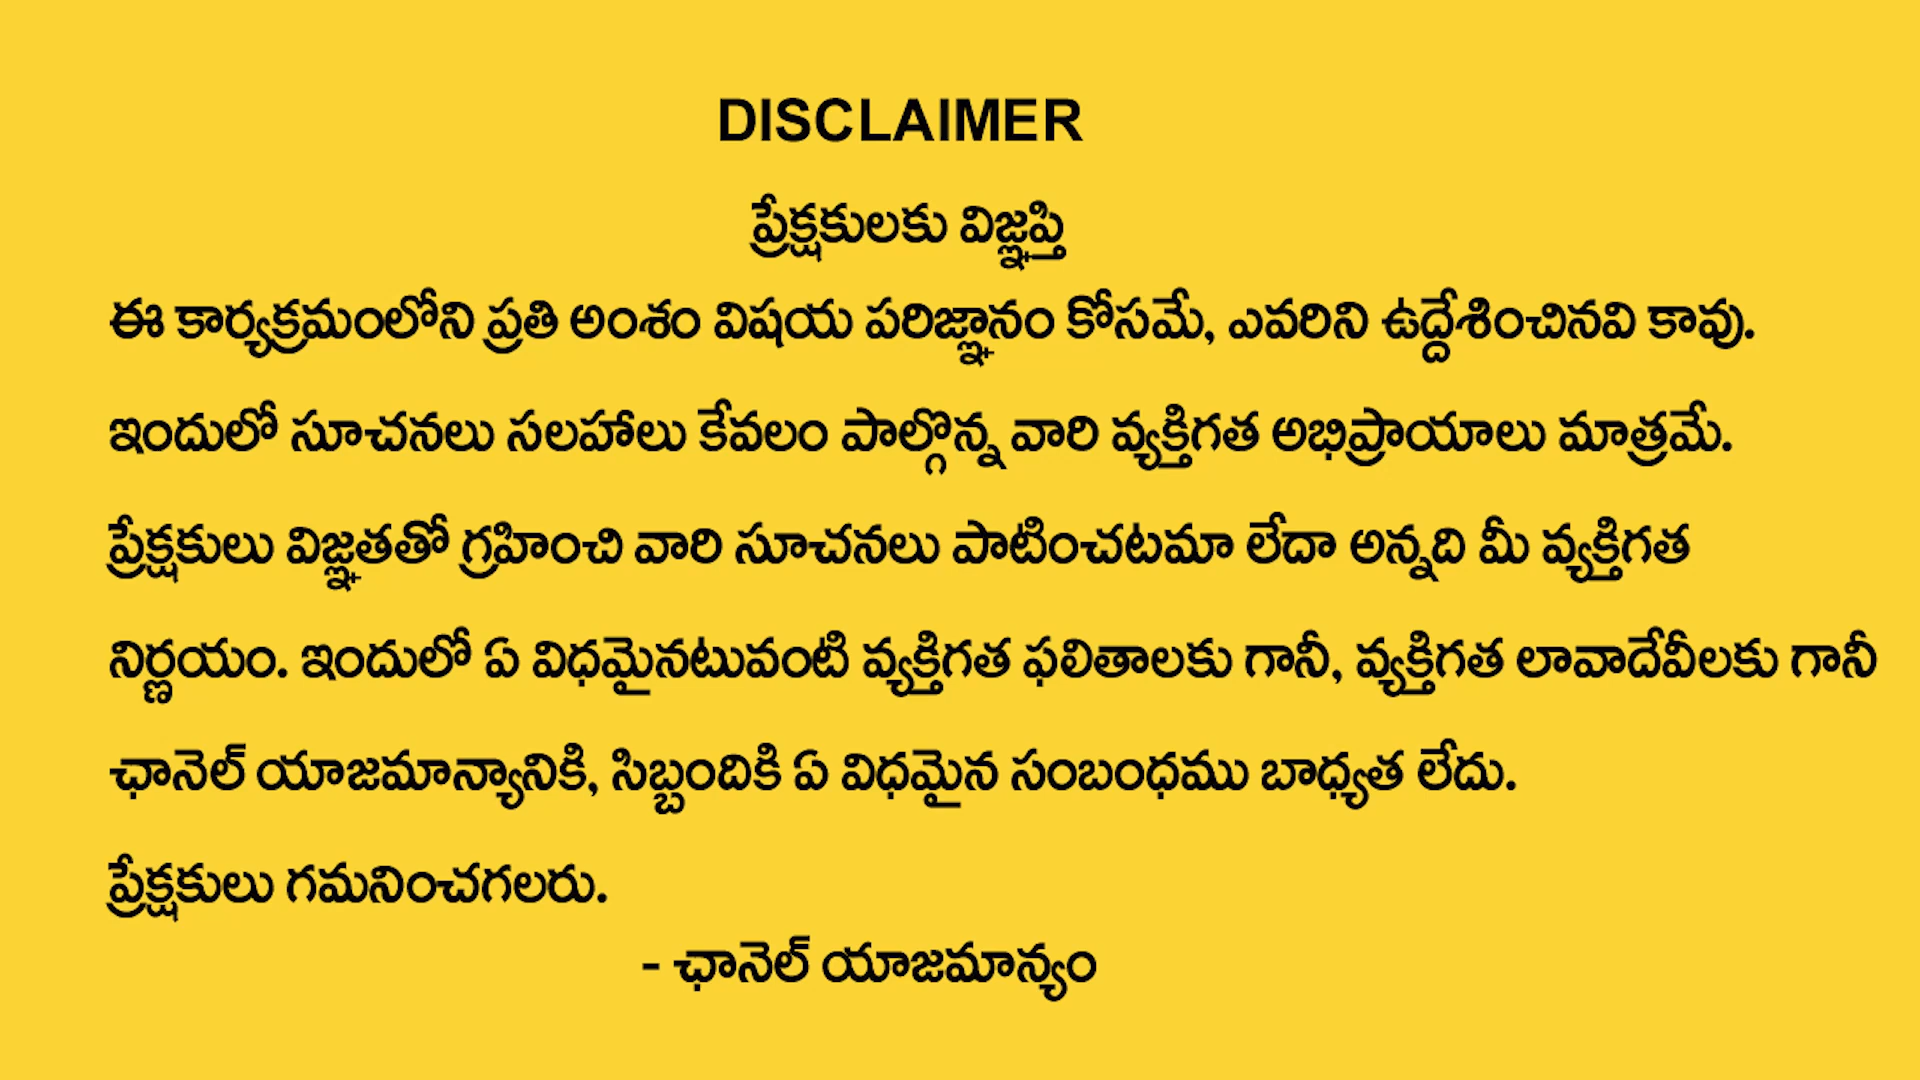 DISCLAIMER
ప్రేక్షకులకు విజ్ఞప్తి
ఈ కార్యక్రమంలోని ప్రతి అంశం విషయ పరిజ్ఞానం కోసమే, ఎవరిని ఉద్దేశించినవి కావు.
ఇందులో సూచనలు సలహాలు కేవలం పాల్గొన్న వారి వ్యక్తిగత అభిప్రాయాలు మాత్రమే.
ప్రేక్షకులు విజ్ఞతతో గ్రహించి వారి సూచనలు పాటించటమా లేదా అన్నది మీ వ్యక్తిగత
నిర్ణయం. ఇందులో ఏ విధమైనటువంటి వ్యక్తిగత ఫలితాలకు గానీ, వ్యక్తిగత లావాదేవీలకు గానీ
ఛానెల్ యాజమాన్యానికి, సిబ్బందికి ఏ విధమైన సంబంధము బాధ్యత లేదు.
ప్రేక్షకులు గమనించగలరు.
- ఛానెల్ యాజమాన్యం